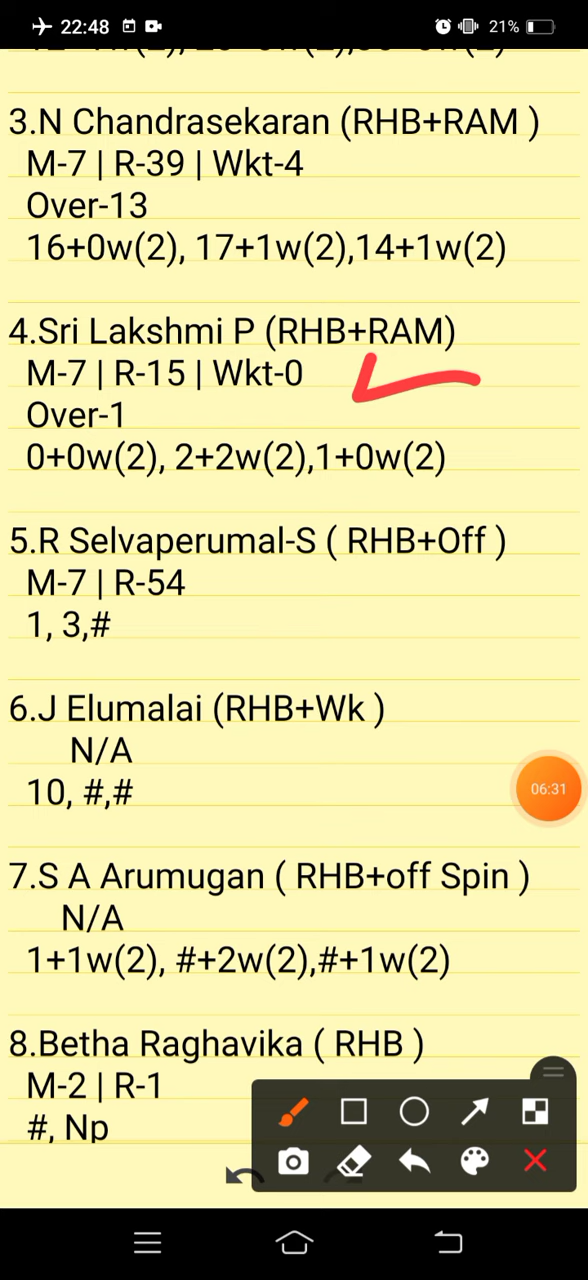 22:48
21%
3.N Chandrasekaran (RHB+RAM )
M-7 | R-39 | Wkt-4
Over-13
16+0w(2), 17+1w(2),14+1w(2)
4.Sri Lakshmi P (RHB+RAM)
M-7 | R-15 | Wkt-0
Over-1
0+0w(2), 2+2w(2),1+0w(2)
5.R Selvaperumal-S ( RHB+Off )
M-7 | R-54
1, 3,#
6.J Elumalai (RHB+Wk )
N/A
10, #,#
06:31
7.S A Arumugan ( RHB+off Spin )
N/A
1+1w(2), #+2w(2),#+1w(2)
8.Betha Raghavika ( RHB )
M-2 | R-1
#, Np